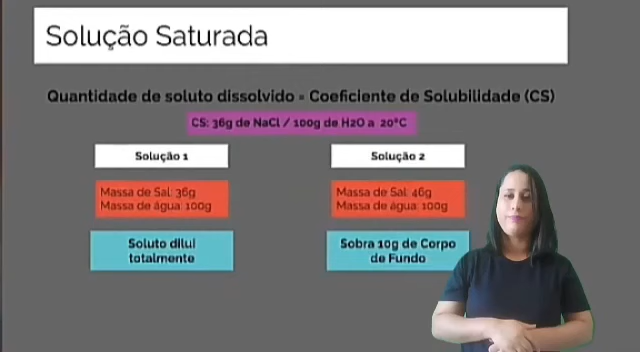 Solução Saturada
Quantidade de soluto dissolvido = Coeficiente de Solubilidade (CS)
CS: 36g de NaCl / 100g de H2O a 20°C
Solução 1
Solução 2
Massa de Sal: 36g
Massa de água: 100g
Massa de Sal: 46g
Massa de água: 100g
Soluto dilui
totalmente
Sobra 10g de Corpo
de Fundo